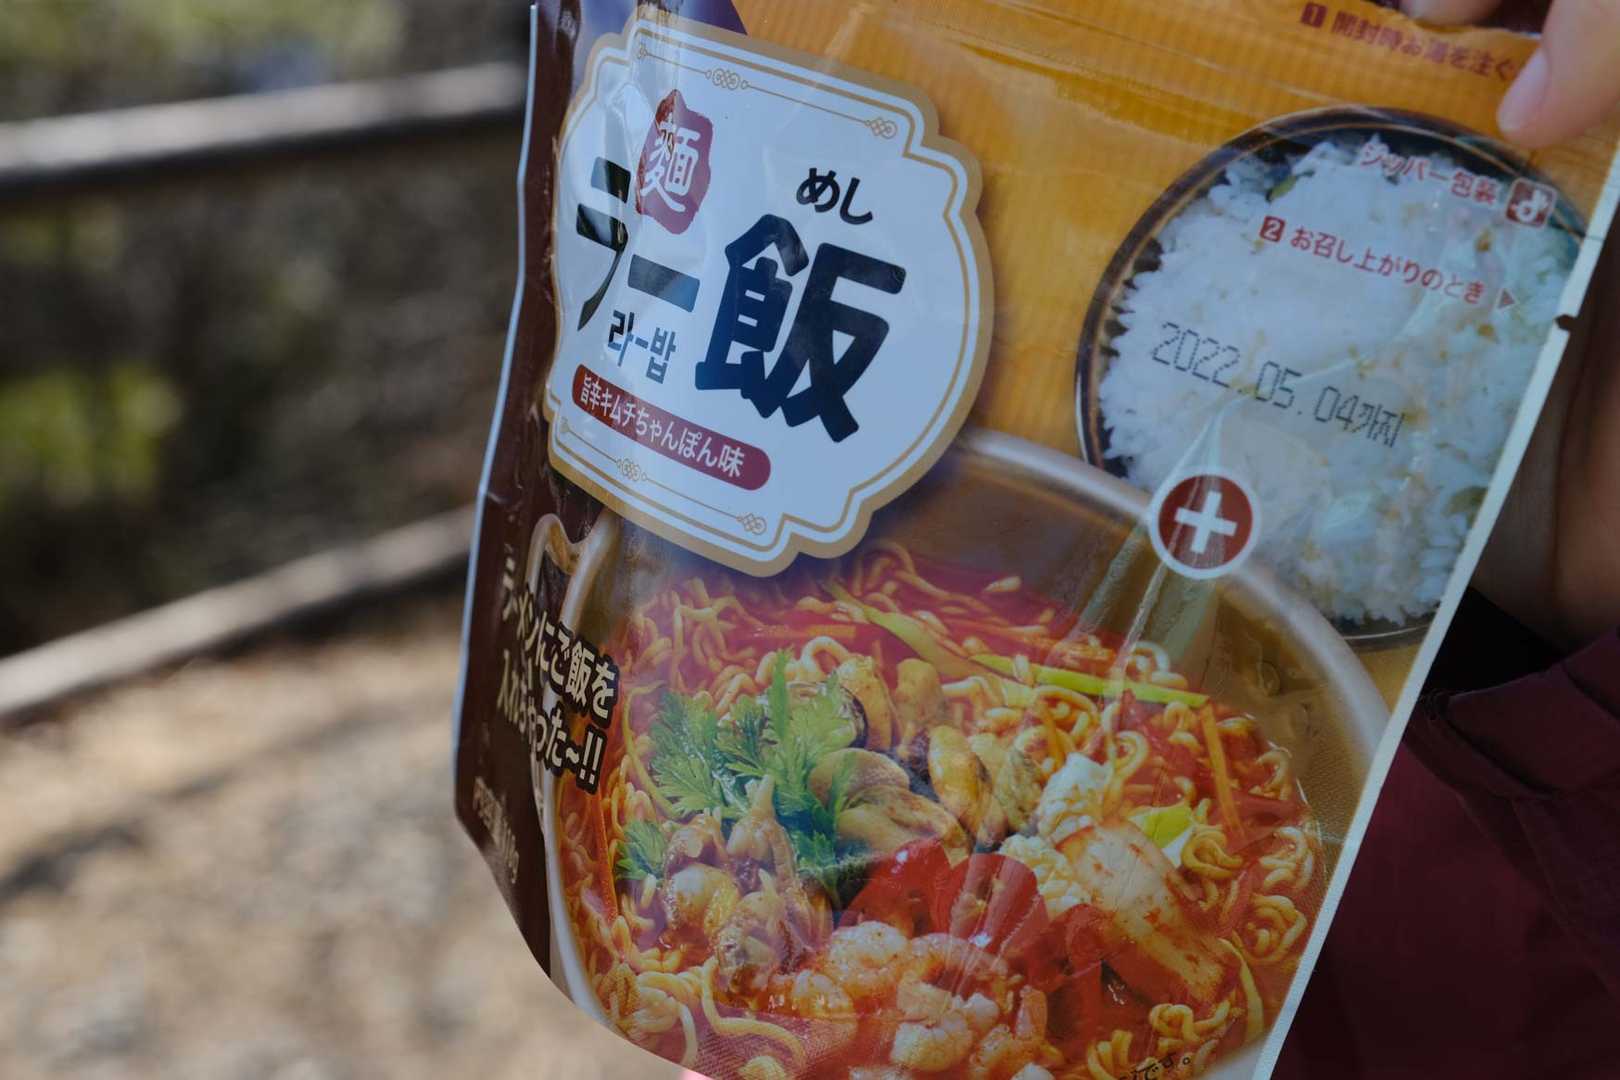 1 開封時お湯を注ぐ
ジッパー包装
2 お召し上がりのとき
麺
めし
ラー飯
라-밥
旨辛キムチちゃんぽん味
2022.05.04까지
ラーメンにご飯を
入れちゃった~!!
です。